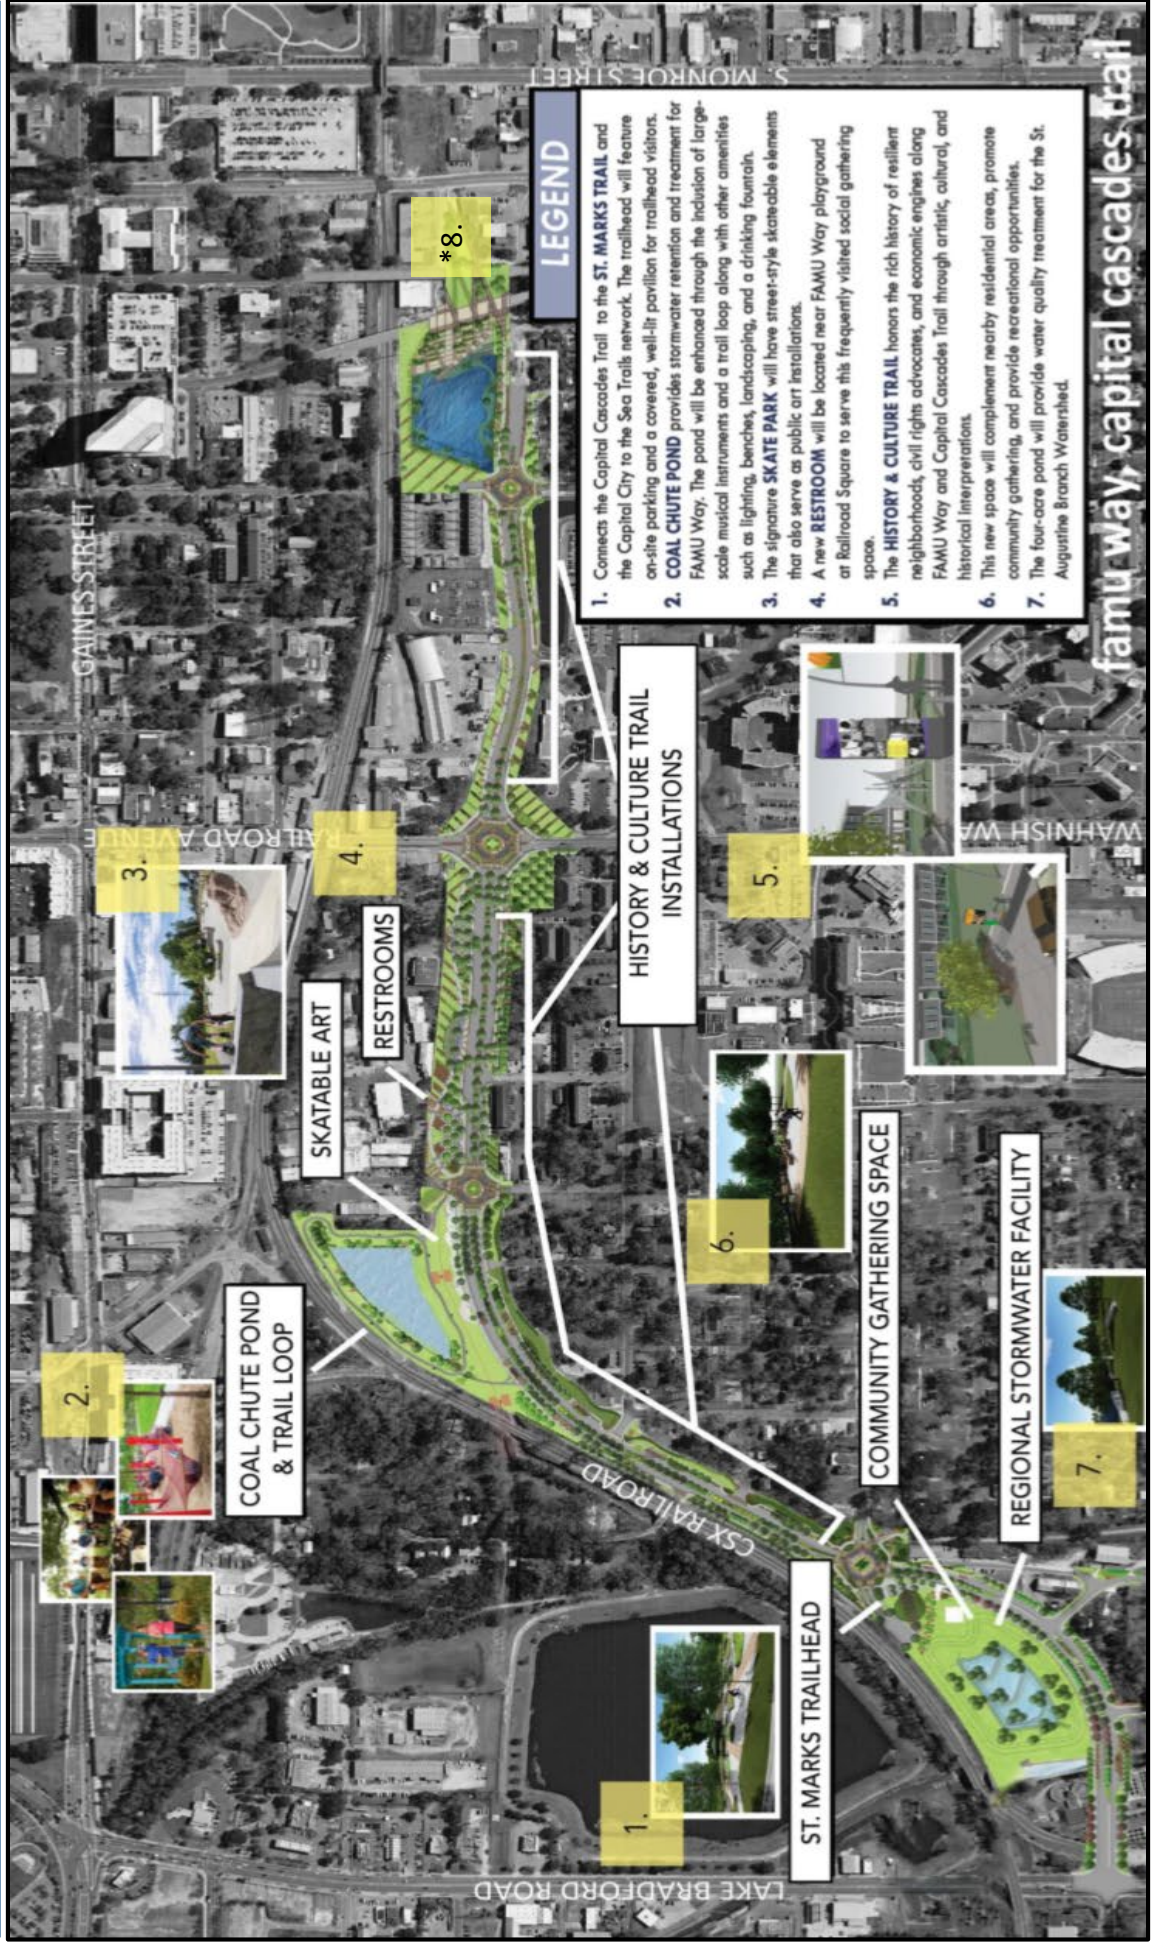 GAINES STREET
S. MONROE STREET
RAILROAD AVENUE
WAHNISH WA
LAKE BRADFORD ROAD
CSX RAILROAD
1.
2.
3.
4.
5.
6.
7.
*8.
COAL CHUTE POND
& TRAIL LOOP
SKATABLE ART
RESTROOMS
HISTORY & CULTURE TRAIL
INSTALLATIONS
ST. MARKS TRAILHEAD
COMMUNITY GATHERING SPACE
REGIONAL STORMWATER FACILITY
LEGEND
1. Connects the Capital Cascades Trail to the ST. MARKS TRAIL and
the Capital City to the Sea Trails network. The trailhead will feature
on-site parking and a covered, well-lit pavilion for trailhead visitors.
2. COAL CHUTE POND provides stormwater retention and treatment for
FAMU Way. The pond will be enhanced through the inclusion of large-
scale musical instruments and a trail loop along with other amenities
such as lighting, benches, landscaping, and a drinking fountain.
3. The signature SKATE PARK will have street-style skateable elements
that also serve as public art installations.
4. A new RESTROOM will be located near FAMU Way playground
at Railroad Square to serve this frequently visited social gathering
space.
5. The HISTORY & CULTURE TRAIL honors the rich history of resilient
neighborhoods, civil rights advocates, and economic engines along
FAMU Way and Capital Cascades Trail through artistic, cultural, and
historical interpretations.
6. This new space will complement nearby residential areas, promote
community gathering, and provide recreational opportunities.
7. The four-acre pond will provide water quality treatment for the St.
Augustine Branch Watershed.
famu way, capital cascades trail